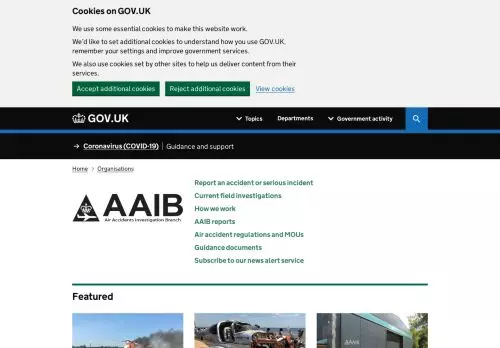 Cookies on GOV.UK
We use some essential cookies to make this website work.
We'd like to set additional cookies to understand how you use GOV.UK,
remember your settings and improve government services.
We also use cookies set by other sites to help us deliver content from their
services.
Accept additional cookies
Reject additional cookies
View cookies
GOV.UK
Topics
Departments
Government activity
→ Coronavirus (COVID-19) | Guidance and support
Home > Organisations
AAIB
Air Accidents Investigation Branch
Report an accident or serious incident
Current field investigations
How we work
AAIB reports
Air accident regulations and MOUs
Guidance documents
Subscribe to our news alert service
Featured
AAIB